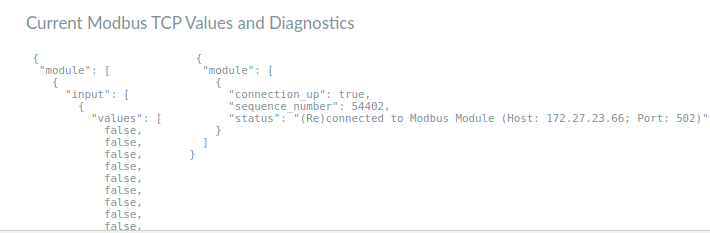 Current Modbus TCP Values and Diagnostics
{
"module": [
{
"input": [
{
"values": [
false,
false,
false,
false,
false,
false,
false,
false,
false,
{
"module": [
{
"connection_up": true,
"sequence_number": 54402,
"status": "(Re)connected to Modbus Module (Host: 172.27.23.66; Port: 502)"
}
]
}